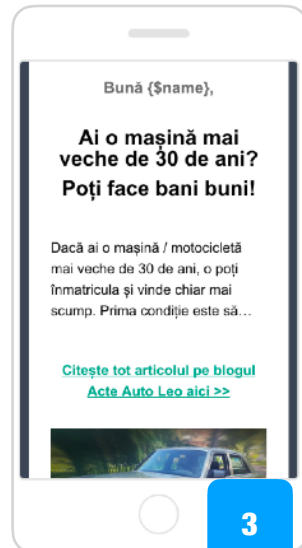 Bună {$name},
Ai o mașină mai
veche de 30 de ani?
Poți face bani buni!
Dacă ai o mașină / motocicletă
mai veche de 30 de ani, o poți
înmatricula și vinde chiar mai
scump. Prima condiție este să…
Citește tot articolul pe blogul
Acte Auto Leo aici >>
3